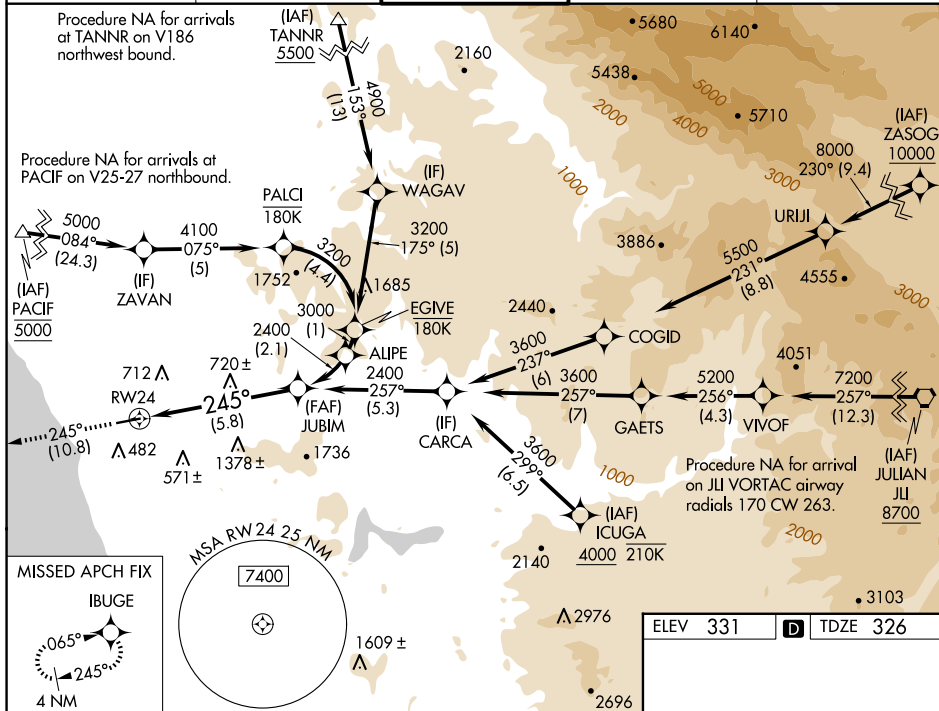 Procedure NA for arrivals
at TANNR on V186
northwest bound.
(IAF)
TANNR
5500
4900
153°
(13)
2160
5680
6140
5438
5000
2000
4000
5710
(IAF)
ZASOG
10000
8000
230° (9.4)
3000
1000
Procedure NA for arrivals at
PACIF on V25-27 northbound.
(IF)
WAGAV
PALCI
180K
URIJI
5000
084°
(24.3)
4100
075°
(5)
3200
175° (5)
3200
(4.4)
3886
5500
231°
(8.8)
4555
3000
(IF)
ZAVAN
(IAF)
PACIF
5000
1752
1685
3000
(1)
EGIVE
180K
2440
2400
(2.1)
ALIPE
COGID
3600
237°
(6)
4051
712
720 ±
2400
257°
(5.3)
3600
257°
(7)
5200
256°
(4.3)
7200
257°
(12.3)
RW24
245°
(5.8)
(FAF)
JUBIM
(IF)
CARCA
GAETS
VIVOF
245°
(10.8)
482
571 ±
1378 ±
1736
3600
299°
(6.5)
1000
Procedure NA for arrival
on JLI VORTAC airway
radials 170 CW 263.
(IAF)
JULIAN
JLI
8700
(IAF)
ICUGA
4000 210K
2000
2140
MSA RW24 25 NM
7400
MISSED APCH FIX
IBUGE
065°
245°
4 NM
1609 ±
2976
3103
2696
ELEV 331 D TDZE 326